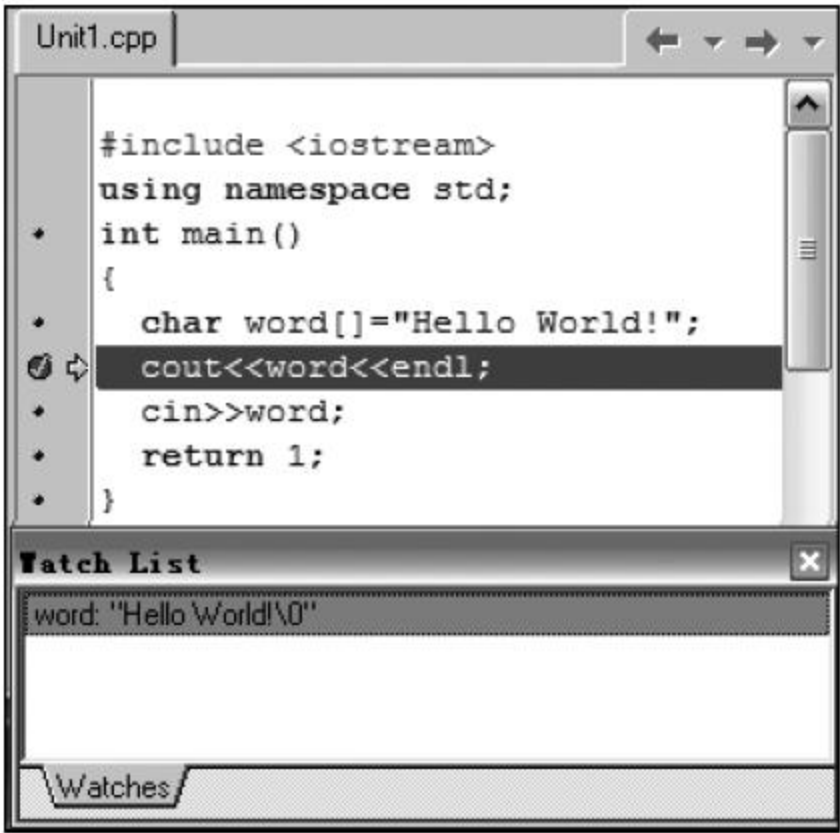 Unit1.cpp
#include <iostream>
using namespace std;
int main()
{
char word[]="Hello World!";
cout<<word<<endl;
cin>>word;
return 1;
}
Watch List
word: "Hello World!\0"
Watches